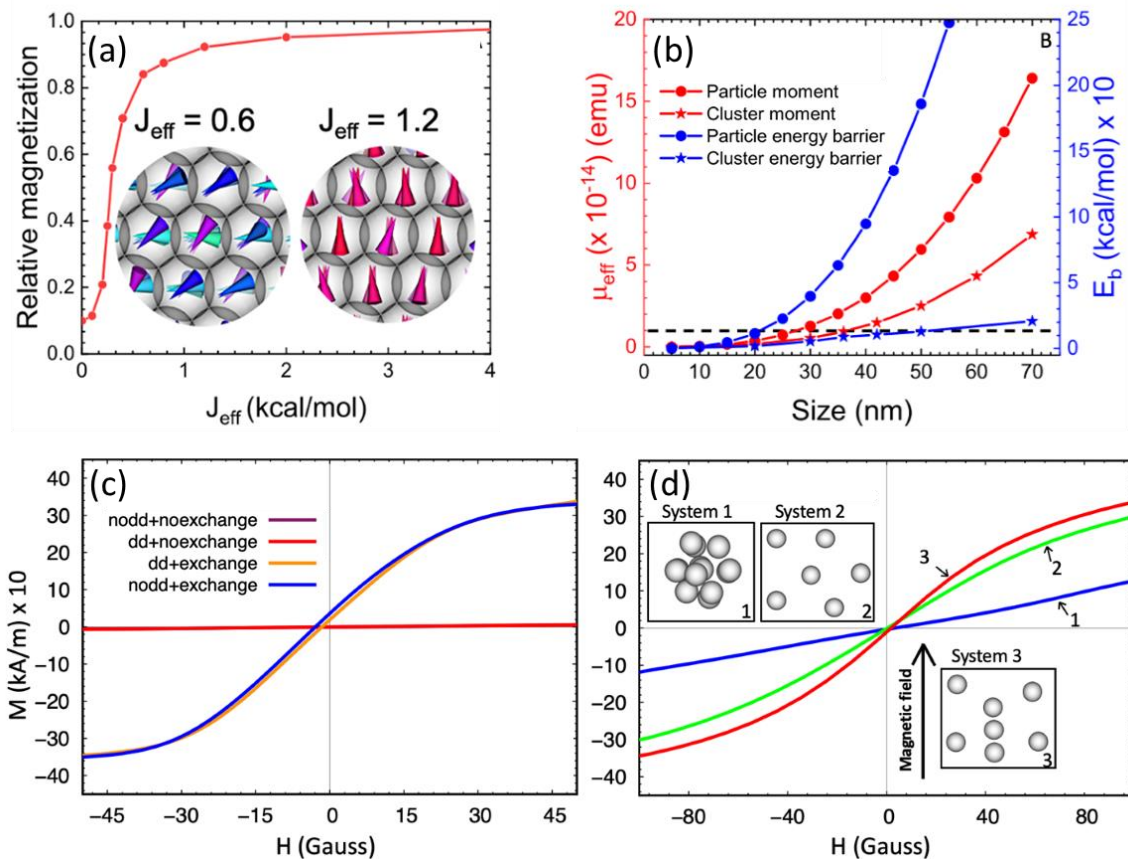 (a)
Relative magnetization
1.0
0.8
0.6
0.4
0.2
0.0
J_eff = 0.6
J_eff = 1.2
0
1
2
3
4
J_eff (kcal/mol)
(b)
B
μ_eff (x 10^-14) (emu)
20
15
10
5
0
Particle moment
Cluster moment
Particle energy barrier
Cluster energy barrier
25
20
15
10
5
0
E_b (kcal/mol) x 10
0 10 20 30 40 50 60 70
Size (nm)
(c)
M (kA/m) x 10
40
30
20
10
0
−10
−20
−30
−40
nodd+noexchange
dd+noexchange
dd+exchange
nodd+exchange
−45 −30 −15 0 15 30 45
H (Gauss)
(d)
40
30
20
10
0
−10
−20
−30
−40
System 1
System 2
1
2
3
2
1
System 3
3
Magnetic field
−80 −40 0 40 80
H (Gauss)